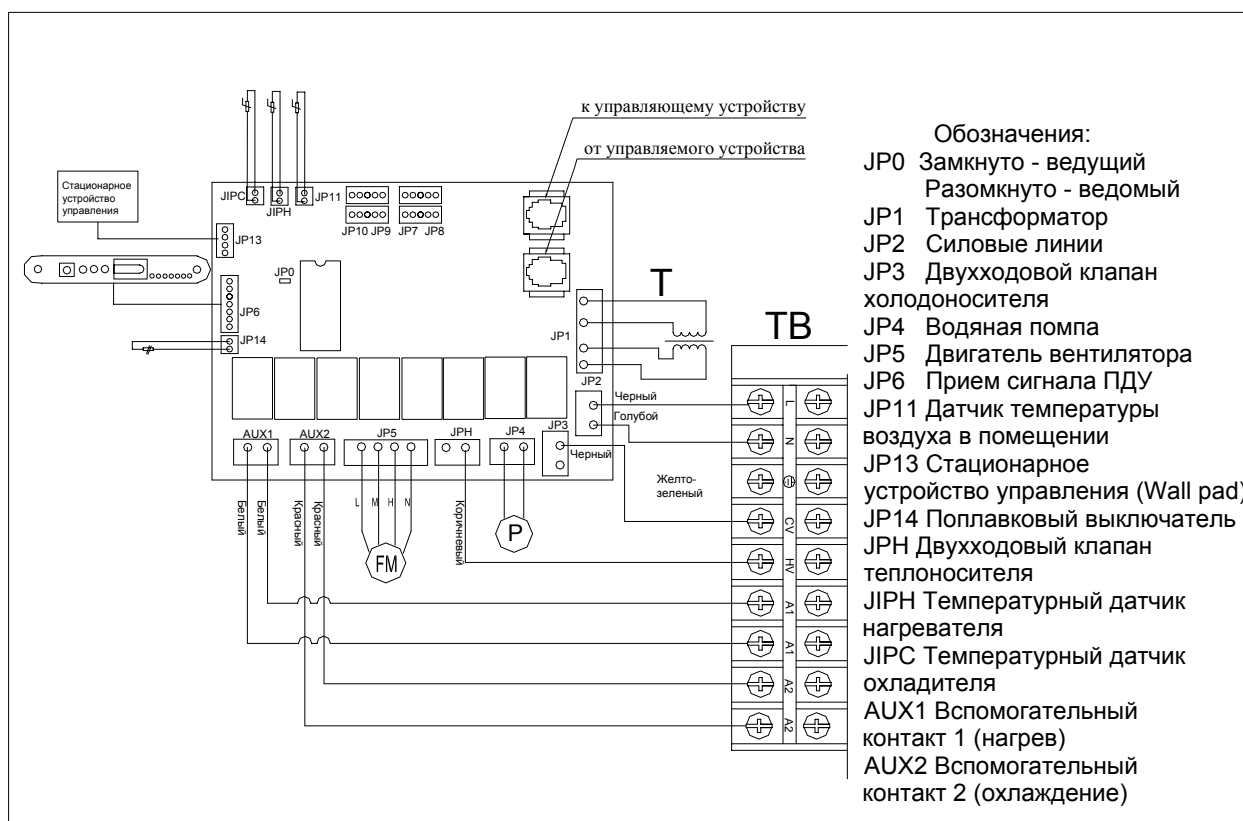 к управляющему устройству
от управляемого устройства
Стационарное
устройство
управления
JIPC
JIPH
JP11
JP10 JP9 JP7 JP8
JP13
JP0
JP6
JP14
JP1
JP2
T
TB
Черный
Голубой
JP3
Черный
Желто-
зеленый
AUX1
AUX2
JP5
JPH
JP4
Белый
Белый
Красный
Красный
L
M
H
N
FM
Коричневый
P
L
N
CV
HV
A1
A1
A2
A2
Обозначения:
JP0 Замкнуто - ведущий
Разомкнуто - ведомый
JP1 Трансформатор
JP2 Силовые линии
JP3 Двухходовой клапан
холодоносителя
JP4 Водяная помпа
JP5 Двигатель вентилятора
JP6 Прием сигнала ПДУ
JP11 Датчик температуры
воздуха в помещении
JP13 Стационарное
устройство управления (Wall pad)
JP14 Поплавковый выключатель
JPH Двухходовый клапан
теплоносителя
JIPH Температурный датчик
нагревателя
JIPC Температурный датчик
охладителя
AUX1 Вспомогательный
контакт 1 (нагрев)
AUX2 Вспомогательный
контакт 2 (охлаждение)